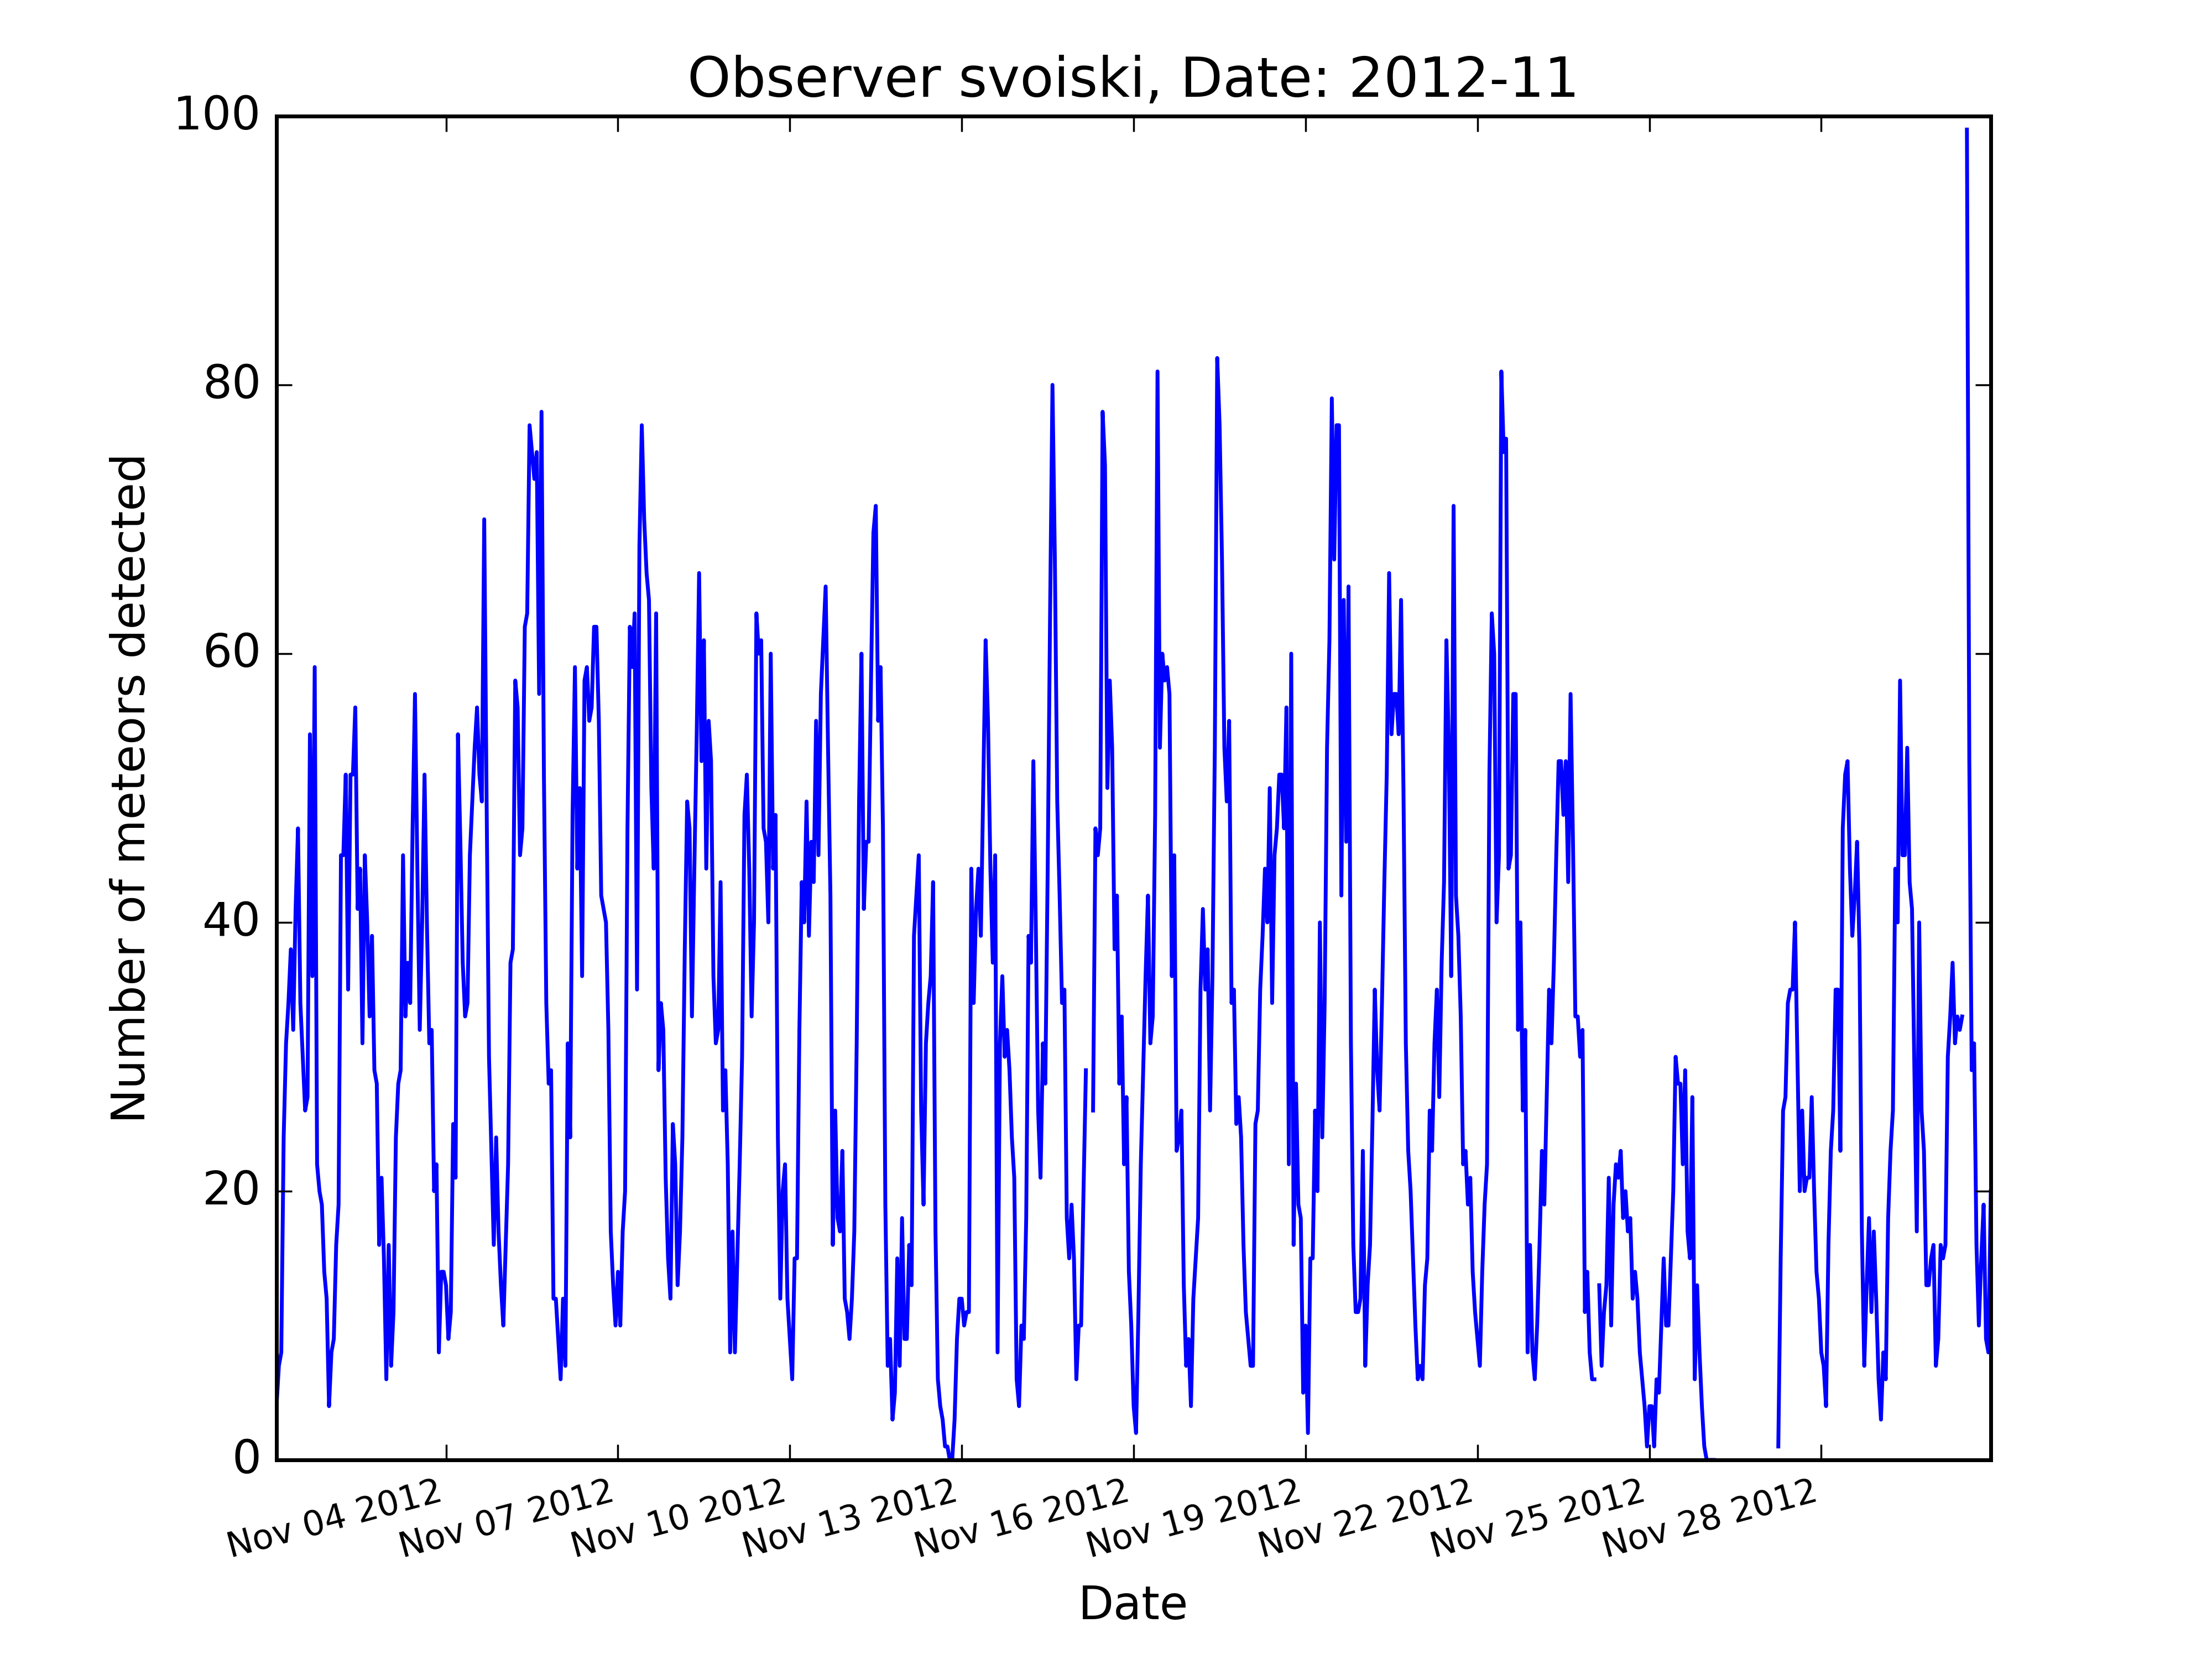 Observer svoiski, Date: 2012-11
100
80
60
40
20
0
Number of meteors detected
Nov 04 2012
Nov 07 2012
Nov 10 2012
Nov 13 2012
Nov 16 2012
Nov 19 2012
Nov 22 2012
Nov 25 2012
Nov 28 2012
Date